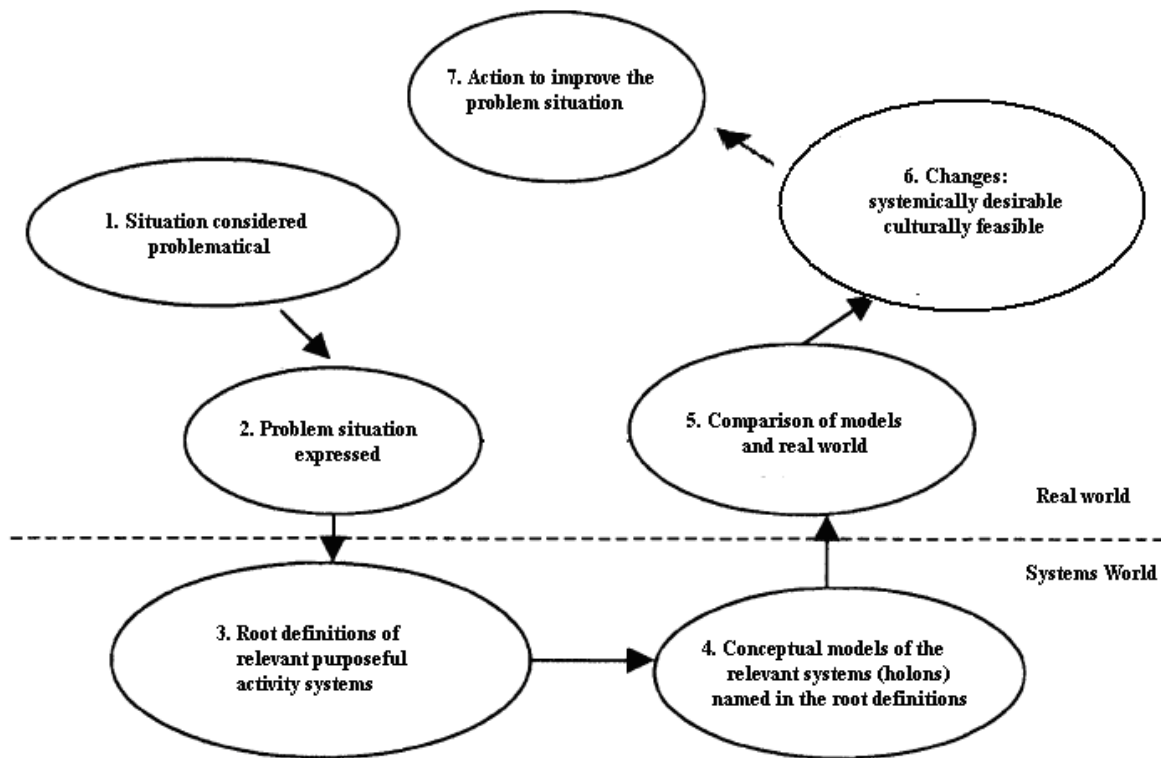 7. Action to improve the
problem situation
6. Changes:
systemically desirable
culturally feasible
1. Situation considered
problematical
2. Problem situation
expressed
5. Comparison of models
and real world
Real world
Systems World
3. Root definitions of
relevant purposeful
activity systems
4. Conceptual models of the
relevant systems (holons)
named in the root definitions